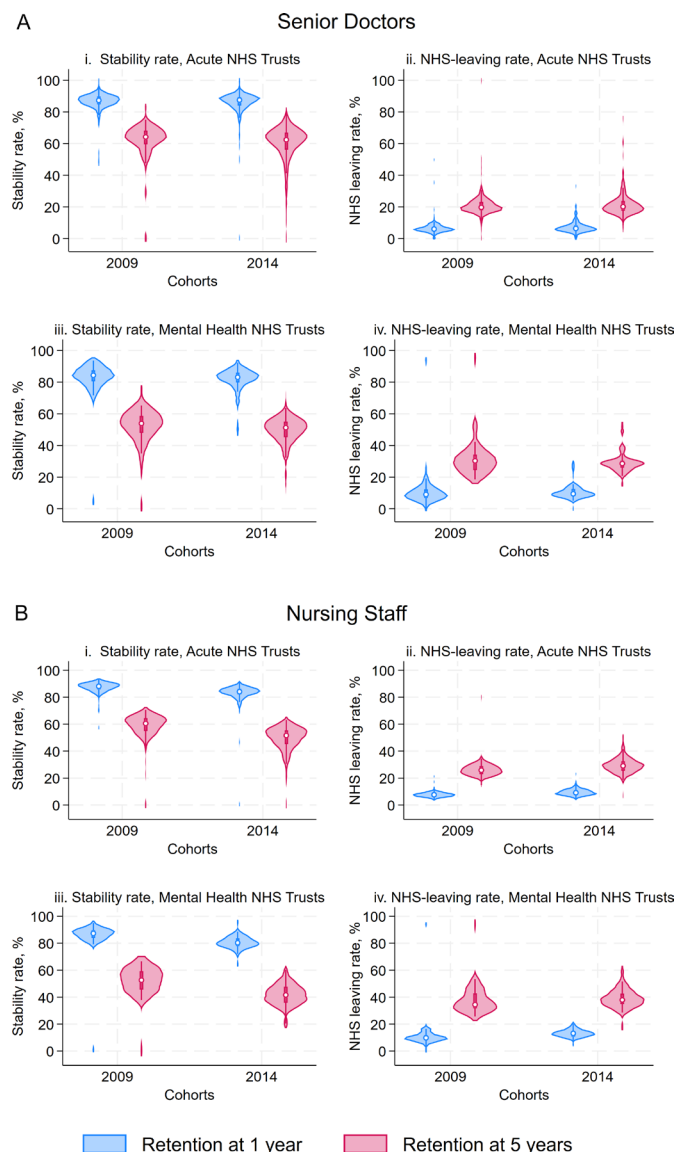 A
Senior Doctors
i. Stability rate, Acute NHS Trusts
Stability rate, %
100
80
60
40
20
0
2009
2014
Cohorts
ii. NHS-leaving rate, Acute NHS Trusts
NHS leaving rate, %
100
80
60
40
20
0
2009
2014
Cohorts
iii. Stability rate, Mental Health NHS Trusts
Stability rate, %
100
80
60
40
20
0
2009
2014
Cohorts
iv. NHS-leaving rate, Mental Health NHS Trusts
NHS leaving rate, %
100
80
60
40
20
0
2009
2014
Cohorts
B
Nursing Staff
i. Stability rate, Acute NHS Trusts
Stability rate, %
100
80
60
40
20
0
2009
2014
Cohorts
ii. NHS-leaving rate, Acute NHS Trusts
NHS leaving rate, %
100
80
60
40
20
0
2009
2014
Cohorts
iii. Stability rate, Mental Health NHS Trusts
Stability rate, %
100
80
60
40
20
0
2009
2014
Cohorts
iv. NHS-leaving rate, Mental Health NHS Trusts
NHS leaving rate, %
100
80
60
40
20
0
2009
2014
Cohorts
Retention at 1 year
Retention at 5 years